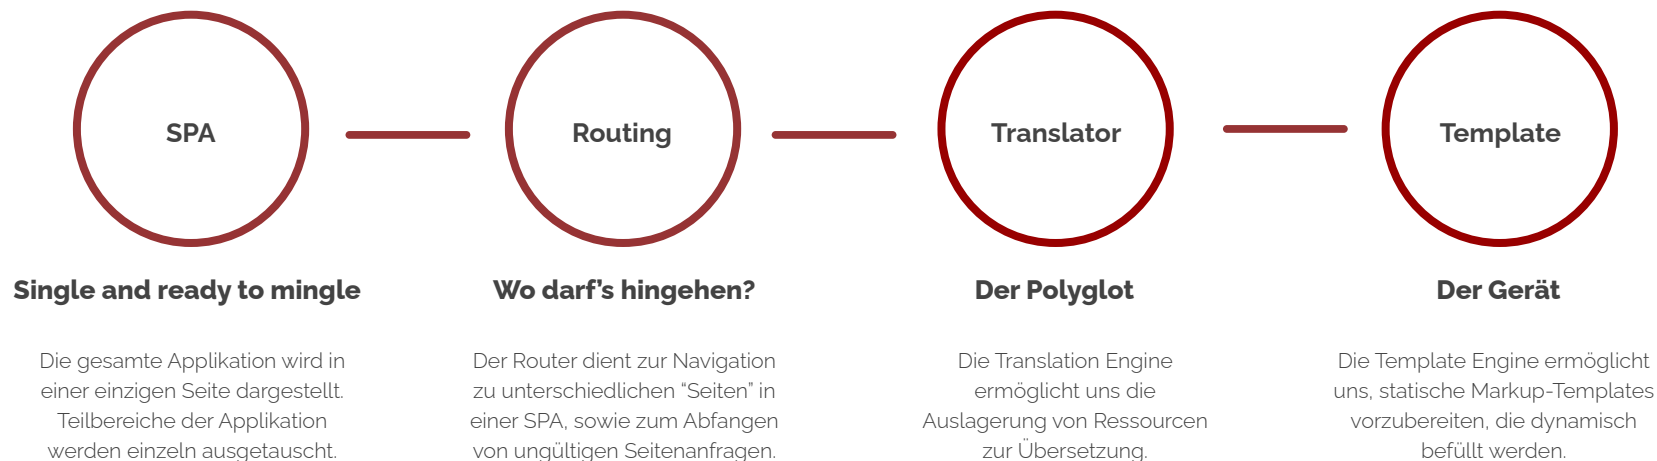 SPA
Routing
Translator
Template
Single and ready to mingle
Wo darf’s hingehen?
Der Polyglot
Der Gerät
Die gesamte Applikation wird in
einer einzigen Seite dargestellt.
Teilbereiche der Applikation
werden einzeln ausgetauscht.
Der Router dient zur Navigation
zu unterschiedlichen “Seiten” in
einer SPA, sowie zum Abfangen
von ungültigen Seitenanfragen.
Die Translation Engine
ermöglicht uns die
Auslagerung von Ressourcen
zur Übersetzung.
Die Template Engine ermöglicht
uns, statische Markup-Templates
vorzubereiten, die dynamisch
befüllt werden.